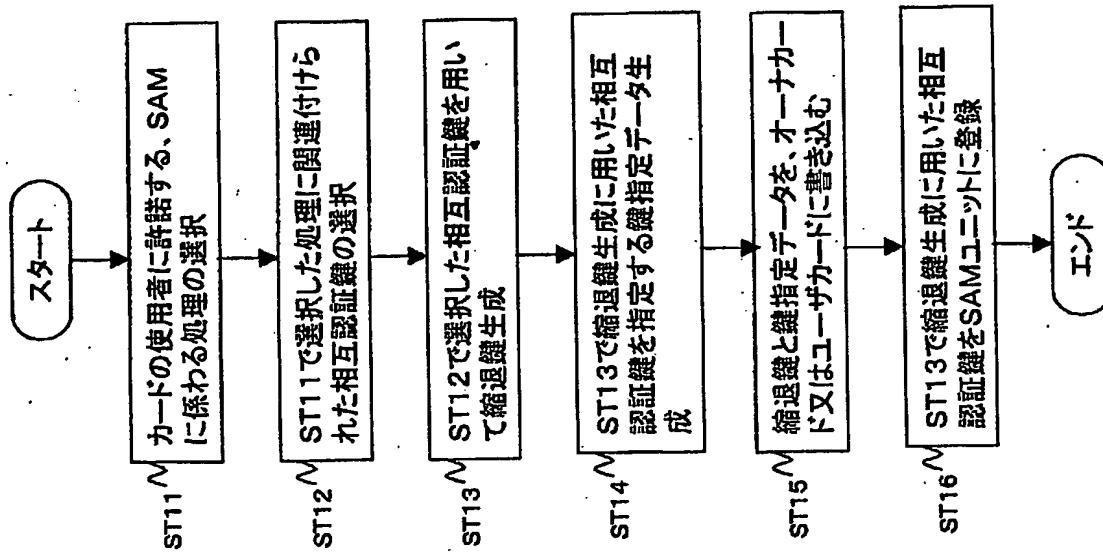 スタート
ST11
カードの使用者に許諾する、SAM
に係わる処理の選択
ST12
ST11で選択した処理に関連付けら
れた相互認証鍵の選択
ST13
ST12で選択した相互認証鍵を用い
て縮退鍵生成
ST14
ST13で縮退鍵生成に用いた相互
認証鍵を指定する鍵指定データ生
成
ST15
縮退鍵と鍵指定データを、オーナカー
ド又はユーザカードに書き込む
ST16
ST13で縮退鍵生成に用いた相互
認証鍵をSAMユニットに登録
エンド